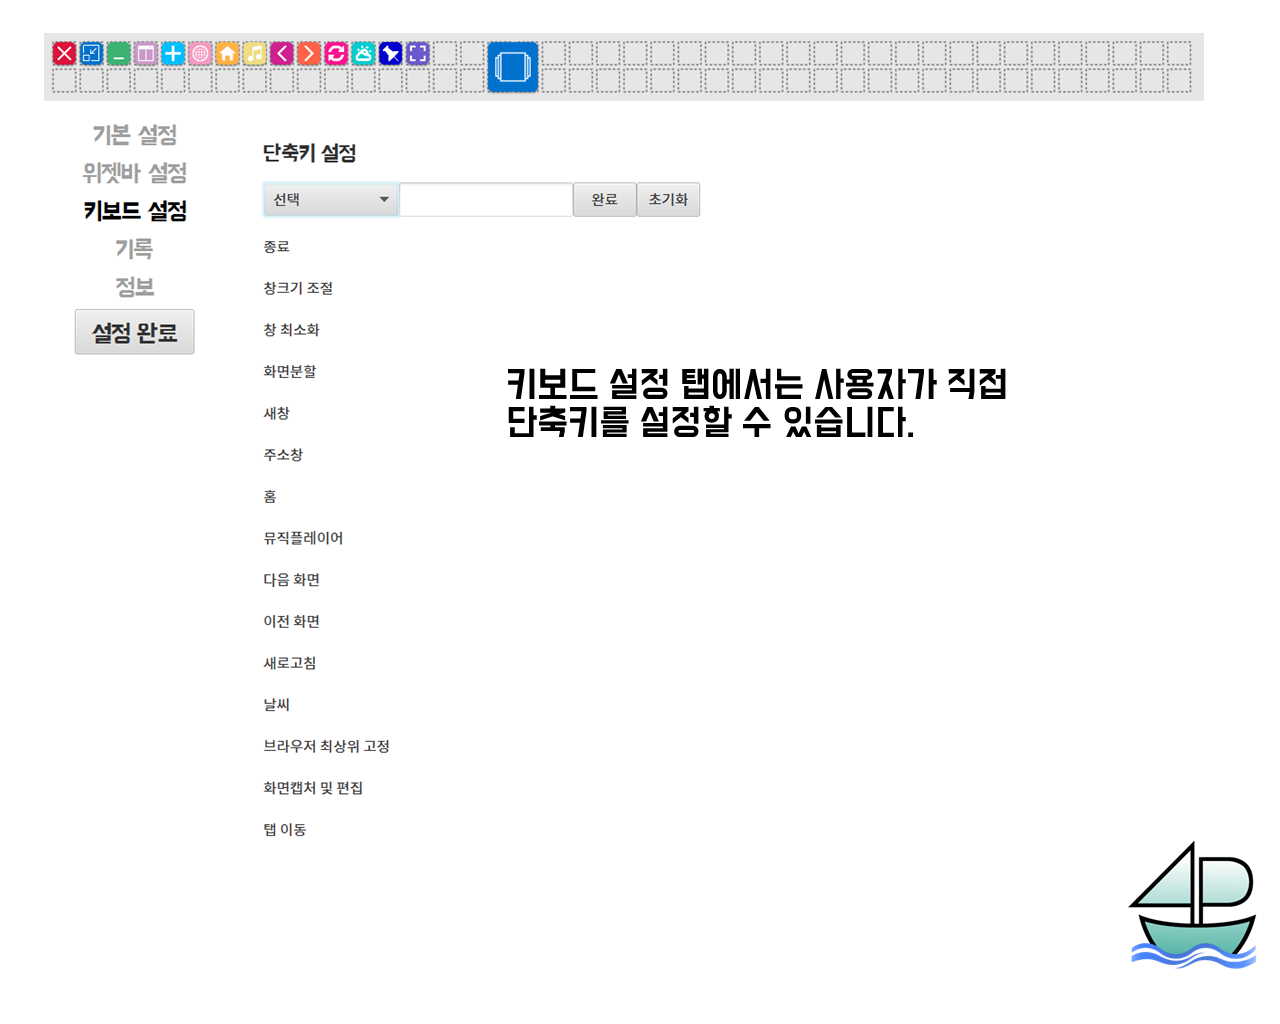 기본 설정
위젯바 설정
키보드 설정
기록
정보
설정 완료
단축키 설정
선택
완료
초기화
종료
창크기 조절
창 최소화
화면분할
새창
주소창
홈
뮤직플레이어
다음 화면
이전 화면
새로고침
날씨
브라우저 최상위 고정
화면캡처 및 편집
탭 이동
키보드 설정 탭에서는 사용자가 직접
단축키를 설정할 수 있습니다.